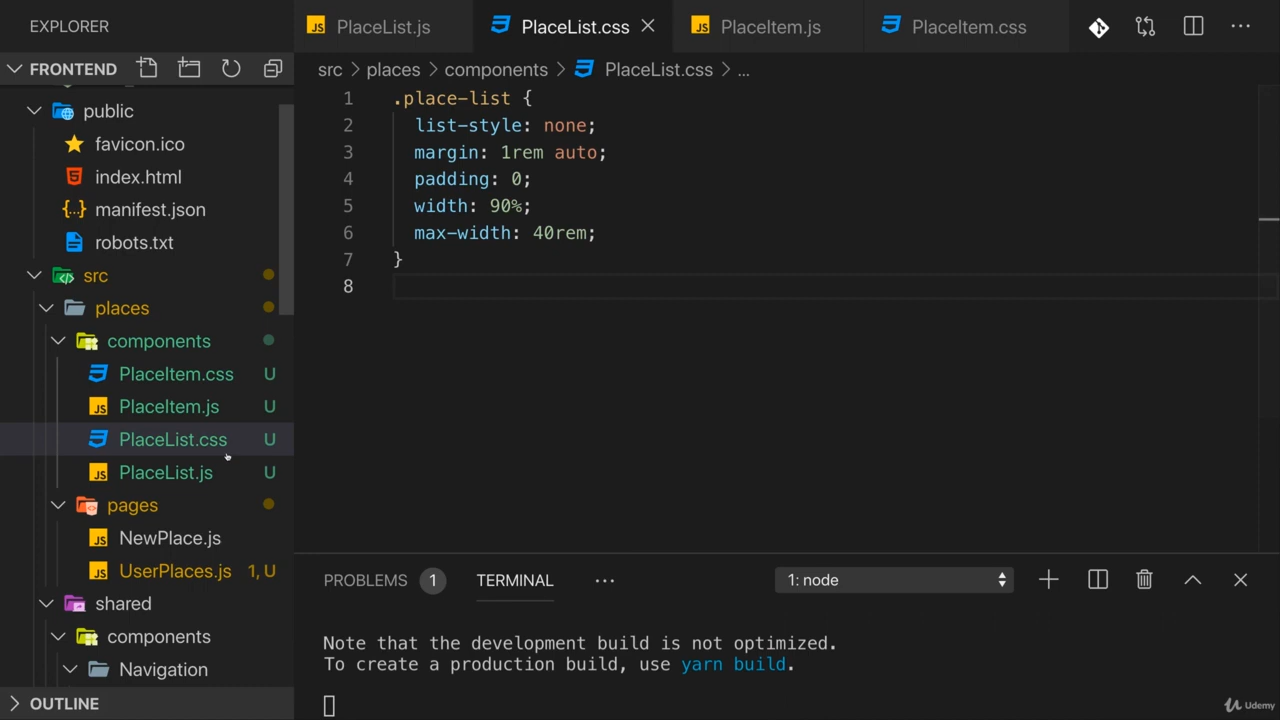 EXPLORER
FRONTEND
public
favicon.ico
index.html
manifest.json
robots.txt
src
places
components
PlaceItem.css U
PlaceItem.js U
PlaceList.css U
PlaceList.js U
pages
NewPlace.js
UserPlaces.js 1, U
shared
components
Navigation
OUTLINE
PlaceList.js PlaceList.css PlaceItem.js PlaceItem.css
src > places > components > PlaceList.css > ...
1 .place-list {
2 list-style: none;
3 margin: 1rem auto;
4 padding: 0;
5 width: 90%;
6 max-width: 40rem;
7 }
8
PROBLEMS 1 TERMINAL ... 1: node
Note that the development build is not optimized.
To create a production build, use yarn build.
Udemy